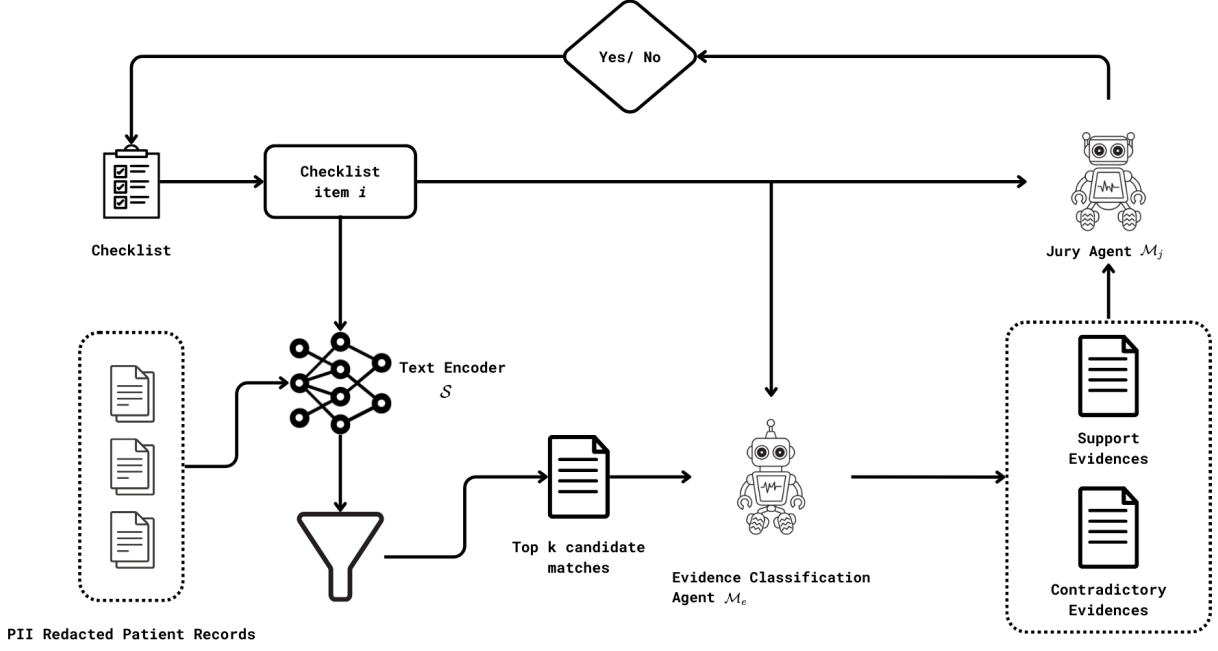 Yes/ No
Checklist
item i
Checklist
Jury Agent 𝓜ⱼ
Text Encoder
𝒮
Support
Evidences
Top k candidate
matches
Evidence Classification
Agent 𝓜ₑ
Contradictory
Evidences
PII Redacted Patient Records